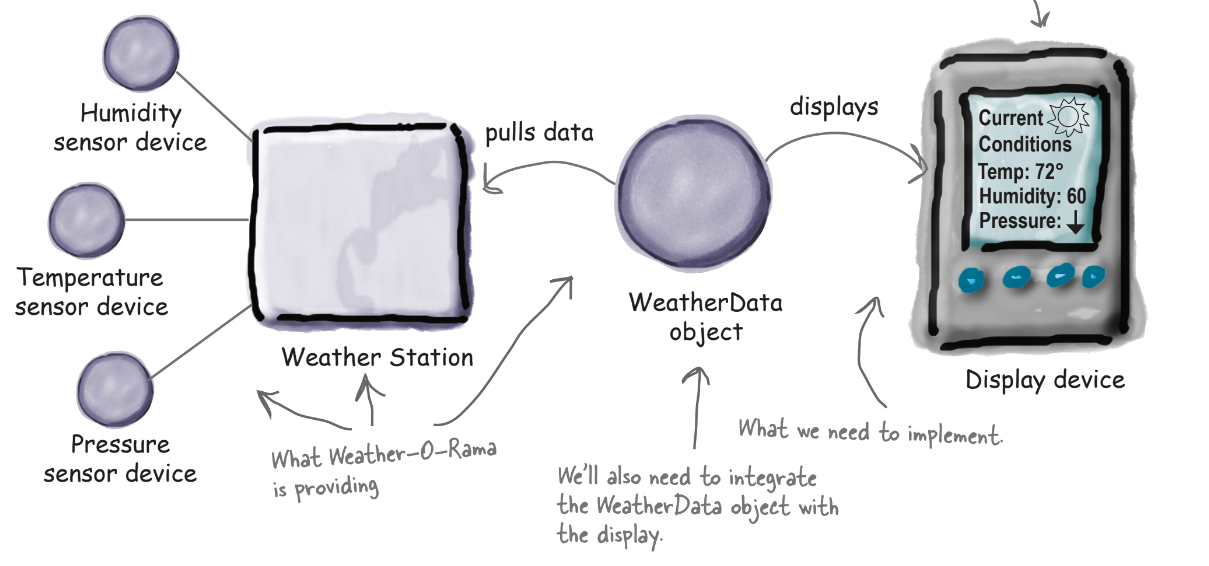 Humidity
sensor device
Temperature
sensor device
Pressure
sensor device
Weather Station
What Weather-O-Rama
is providing
pulls data
WeatherData
object
We'll also need to integrate
the WeatherData object with
the display.
displays
What we need to implement.
Current
Conditions
Temp: 72°
Humidity: 60
Pressure:
Display device